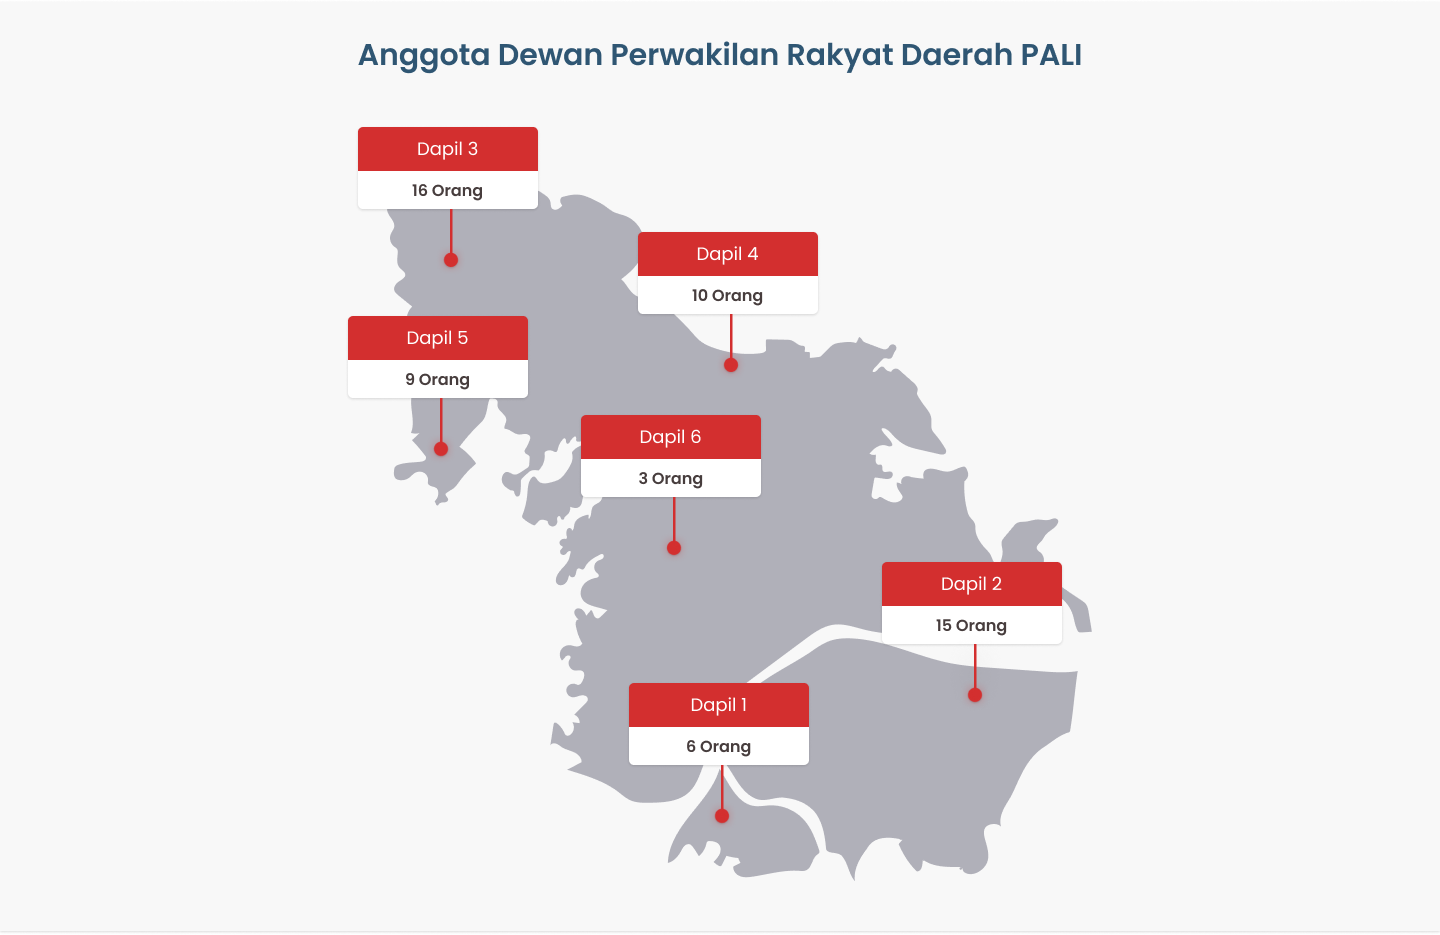 Anggota Dewan Perwakilan Rakyat Daerah PALI
Dapil 3
16 Orang
Dapil 4
10 Orang
Dapil 5
9 Orang
Dapil 6
3 Orang
Dapil 2
15 Orang
Dapil 1
6 Orang